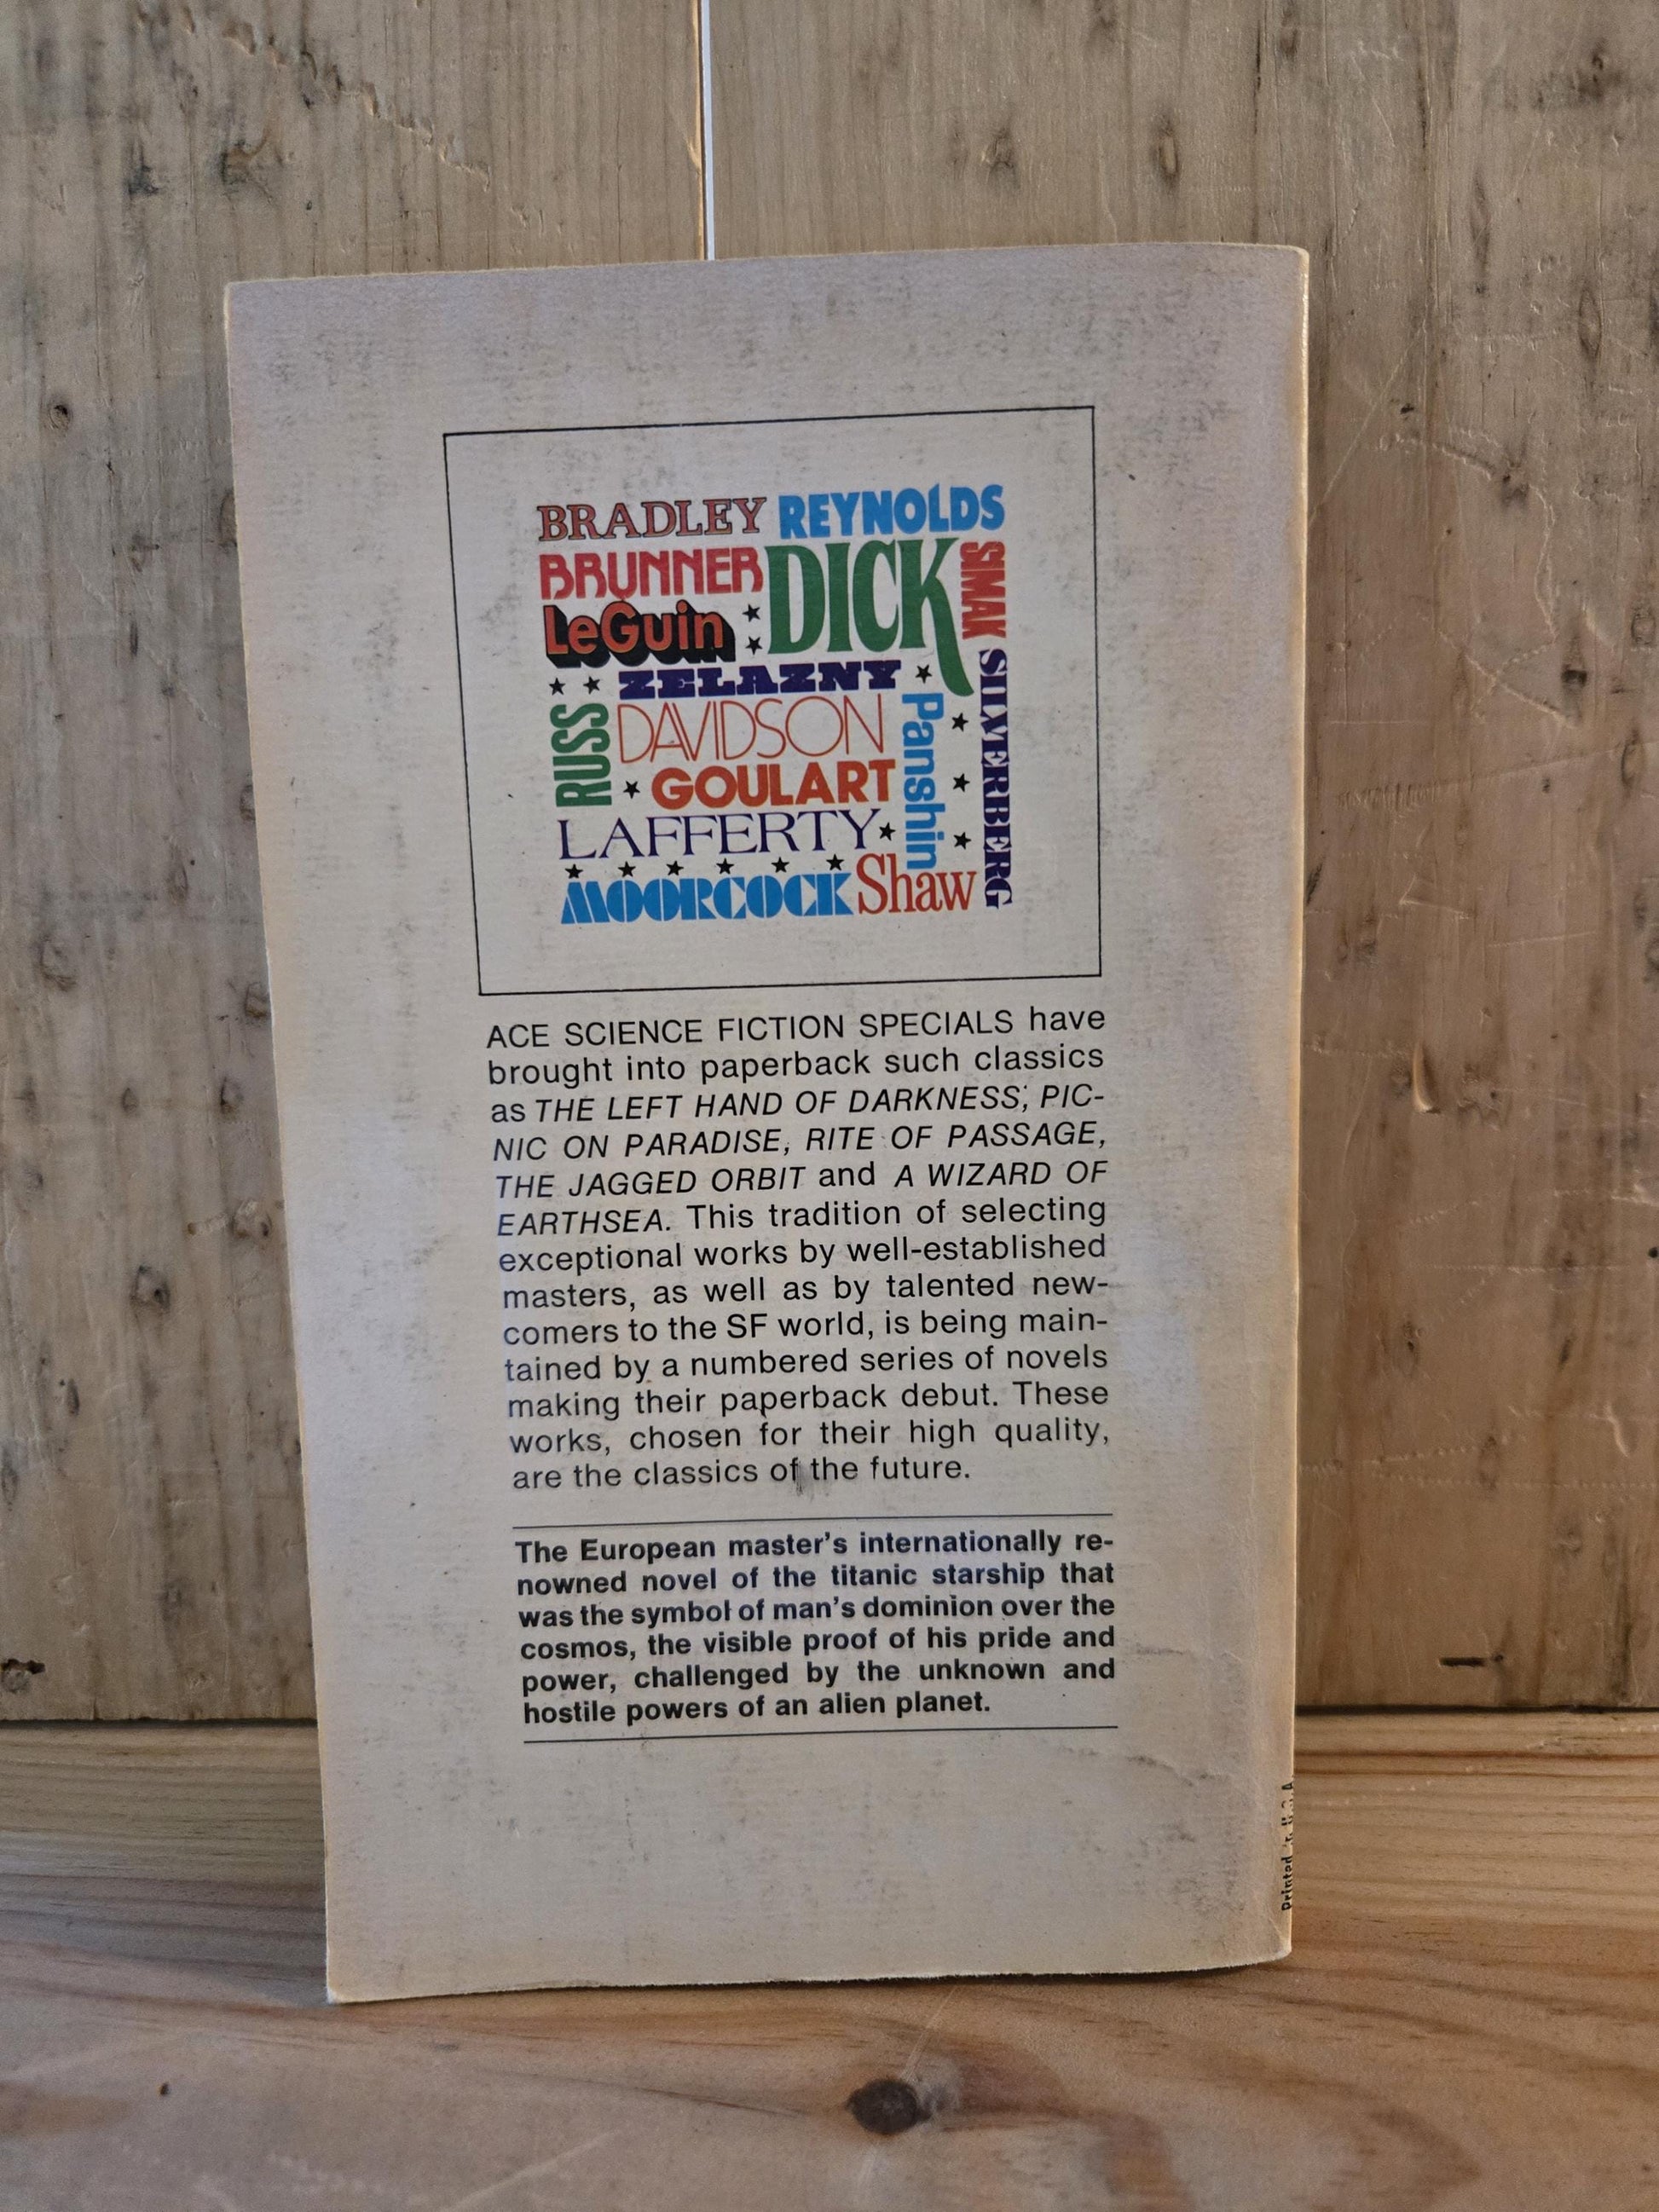 BRADLEY REYNOLDS
BRUNNER DICK SIMAK
LeGuin
ZELAZNY
RUSS DAVIDSON Panshin SILVERBERG
GOULART
LAFFERTY
MOORCOCK Shaw
ACE SCIENCE FICTION SPECIALS have
brought into paperback such classics
as THE LEFT HAND OF DARKNESS, PIC-
NIC ON PARADISE, RITE OF PASSAGE,
THE JAGGED ORBIT and A WIZARD OF
EARTHSEA. This tradition of selecting
exceptional works by well-established
masters, as well as by talented new-
comers to the SF world, is being main-
tained by a numbered series of novels
making their paperback debut. These
works, chosen for their high quality,
are the classics of the future.
The European master's internationally re-
nowned novel of the titanic starship that
was the symbol of man's dominion over the
cosmos, the visible proof of his pride and
power, challenged by the unknown and
hostile powers of an alien planet.
Printed in U.S.A.